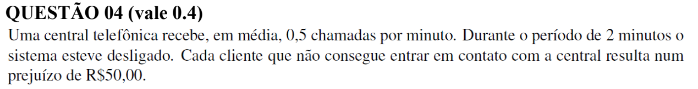 QUESTÃO 04 (vale 0.4)
Uma central telefônica recebe, em média, 0,5 chamadas por minuto. Durante o período de 2 minutos o
sistema esteve desligado. Cada cliente que não consegue entrar em contato com a central resulta num
prejuízo de R$50,00.